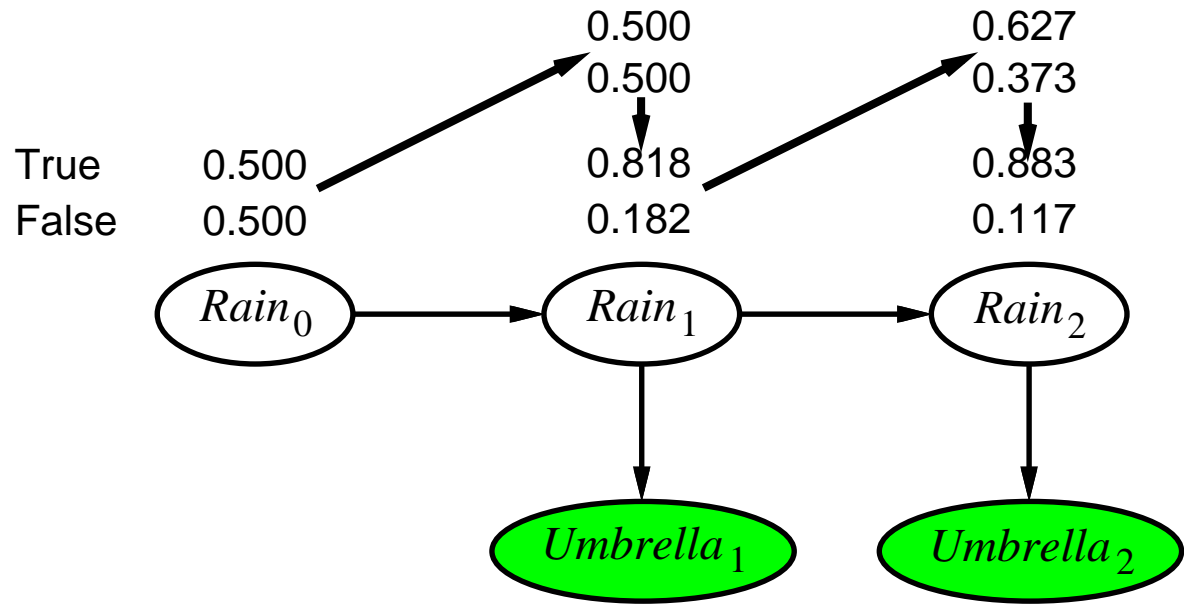 0.500 0.627
0.500 0.373
True 0.500 0.818 0.883
False 0.500 0.182 0.117
Rain0 Rain1 Rain2
Umbrella1 Umbrella2